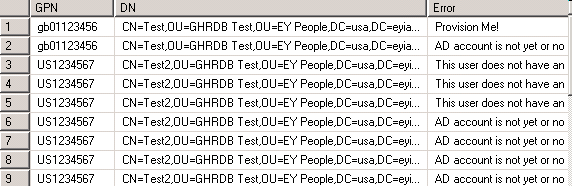 GPN DN Error
1 gb01123456 CN=Test,OU=GHRDB Test,OU=EY People,DC=usa,DC=eyia... Provision Me!
2 gb01123456 CN=Test,OU=GHRDB Test,OU=EY People,DC=usa,DC=eyia... AD account is not yet or no
3 US1234567 CN=Test2,OU=GHRDB Test,OU=EY People,DC=usa,DC=eyi... This user does not have an
4 US1234567 CN=Test2,OU=GHRDB Test,OU=EY People,DC=usa,DC=eyi... This user does not have an
5 US1234567 CN=Test2,OU=GHRDB Test,OU=EY People,DC=usa,DC=eyi... This user does not have an
6 US1234567 CN=Test2,OU=GHRDB Test,OU=EY People,DC=usa,DC=eyi... AD account is not yet or no
7 US1234567 CN=Test2,OU=GHRDB Test,OU=EY People,DC=usa,DC=eyi... AD account is not yet or no
8 US1234567 CN=Test2,OU=GHRDB Test,OU=EY People,DC=usa,DC=eyi... AD account is not yet or no
9 US1234567 CN=Test2,OU=GHRDB Test,OU=EY People,DC=usa,DC=eyi... AD account is not yet or no